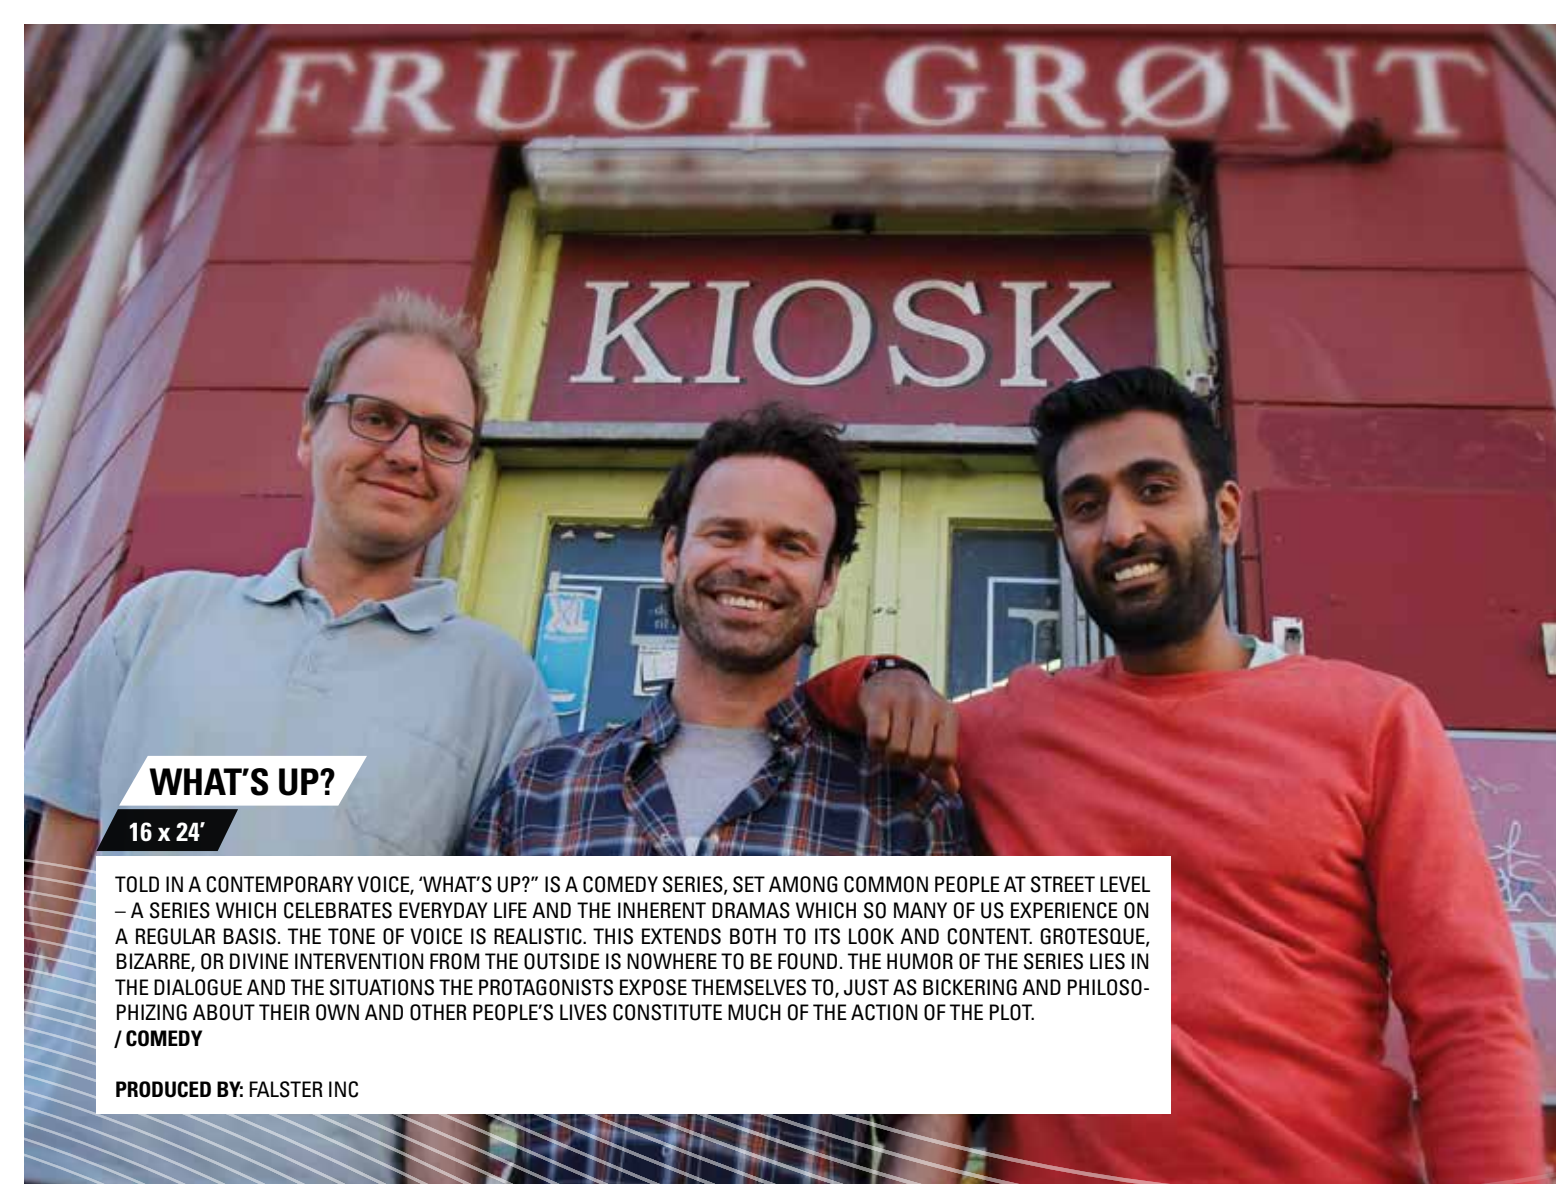 FRUGT GRØNT
KIOSK
XL
WHAT'S UP?
16 x 24'
TOLD IN A CONTEMPORARY VOICE, ‘WHAT'S UP?” IS A COMEDY SERIES, SET AMONG COMMON PEOPLE AT STREET LEVEL
– A SERIES WHICH CELEBRATES EVERYDAY LIFE AND THE INHERENT DRAMAS WHICH SO MANY OF US EXPERIENCE ON
A REGULAR BASIS. THE TONE OF VOICE IS REALISTIC. THIS EXTENDS BOTH TO ITS LOOK AND CONTENT. GROTESQUE,
BIZARRE, OR DIVINE INTERVENTION FROM THE OUTSIDE IS NOWHERE TO BE FOUND. THE HUMOR OF THE SERIES LIES IN
THE DIALOGUE AND THE SITUATIONS THE PROTAGONISTS EXPOSE THEMSELVES TO, JUST AS BICKERING AND PHILOSO-
PHIZING ABOUT THEIR OWN AND OTHER PEOPLE'S LIVES CONSTITUTE MUCH OF THE ACTION OF THE PLOT.
/ COMEDY
PRODUCED BY: FALSTER INC